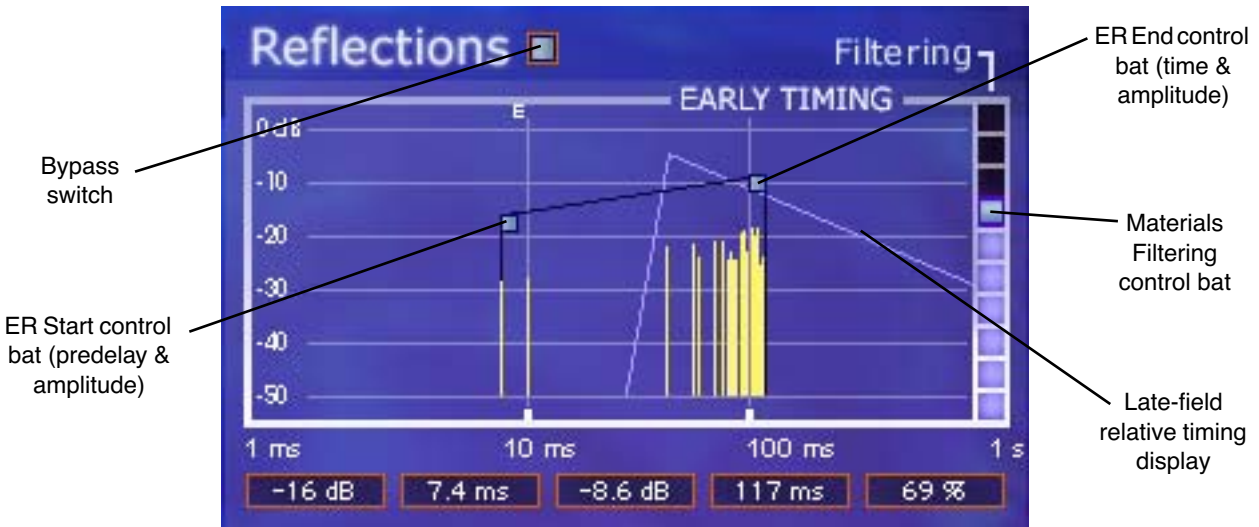 Reflections
Filtering
EARLY TIMING
E
0 dB
-10
-20
-30
-40
-50
1 ms
10 ms
100 ms
1 s
-16 dB
7.4 ms
-8.6 dB
117 ms
69 %
Bypass
switch
ER Start control
bat (predelay &
amplitude)
ER End control
bat (time &
amplitude)
Materials
Filtering
control bat
Late-field
relative timing
display